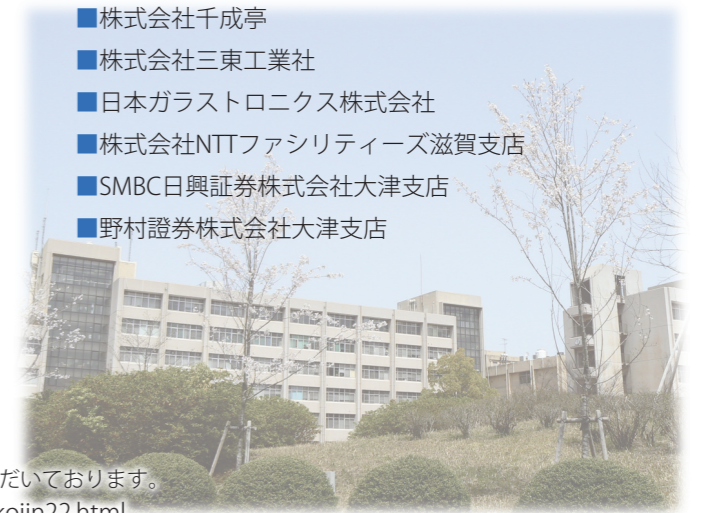 ■株式会社千成亭
■株式会社三東工業社
■日本ガラストロニクス株式会社
■株式会社NTTファシリティーズ滋賀支店
■SMBC日興証券株式会社大津支店
■野村證券株式会社大津支店
だいております。
kojin22.html